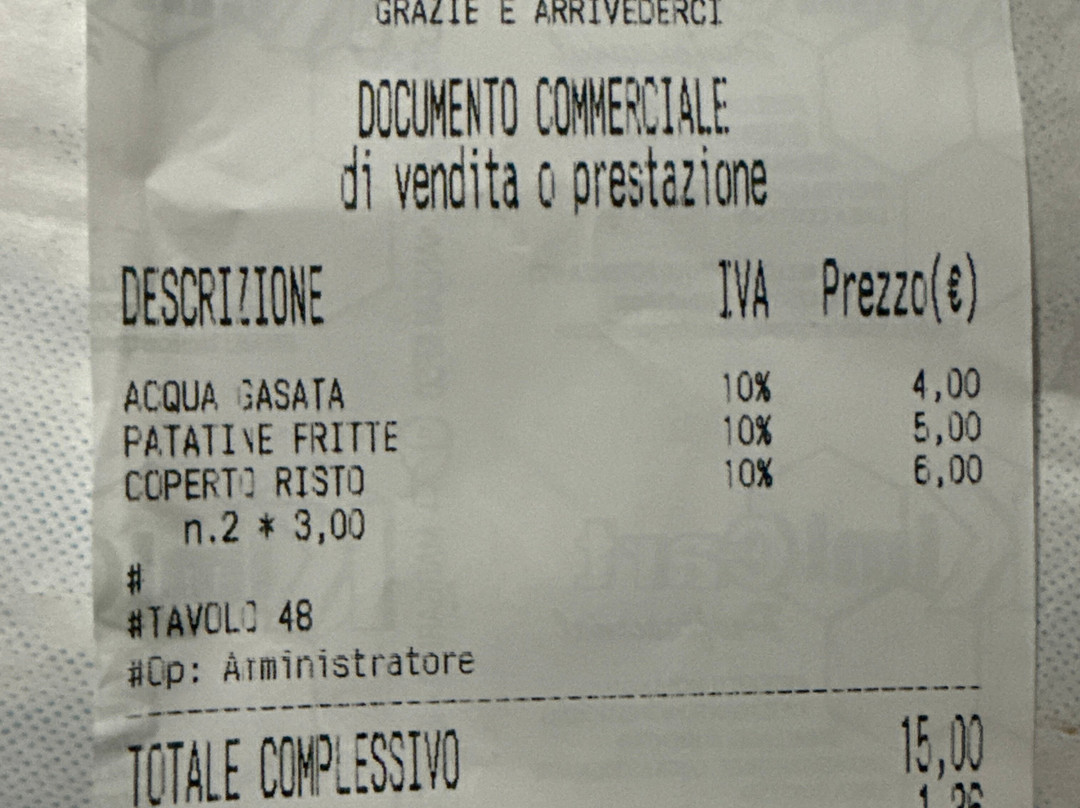 GRAZIE E ARRIVEDERCI
DOCUMENTO COMMERCIALE
di vendita o prestazione
DESCRIZIONE IVA Prezzo(€)
ACQUA GASATA 10% 4,00
PATATINE FRITTE 10% 5,00
COPERTO RISTO 10% 6,00
n.2 * 3,00
#
#TAVOLO 48
#Op: Amministratore
TOTALE COMPLESSIVO 15,00